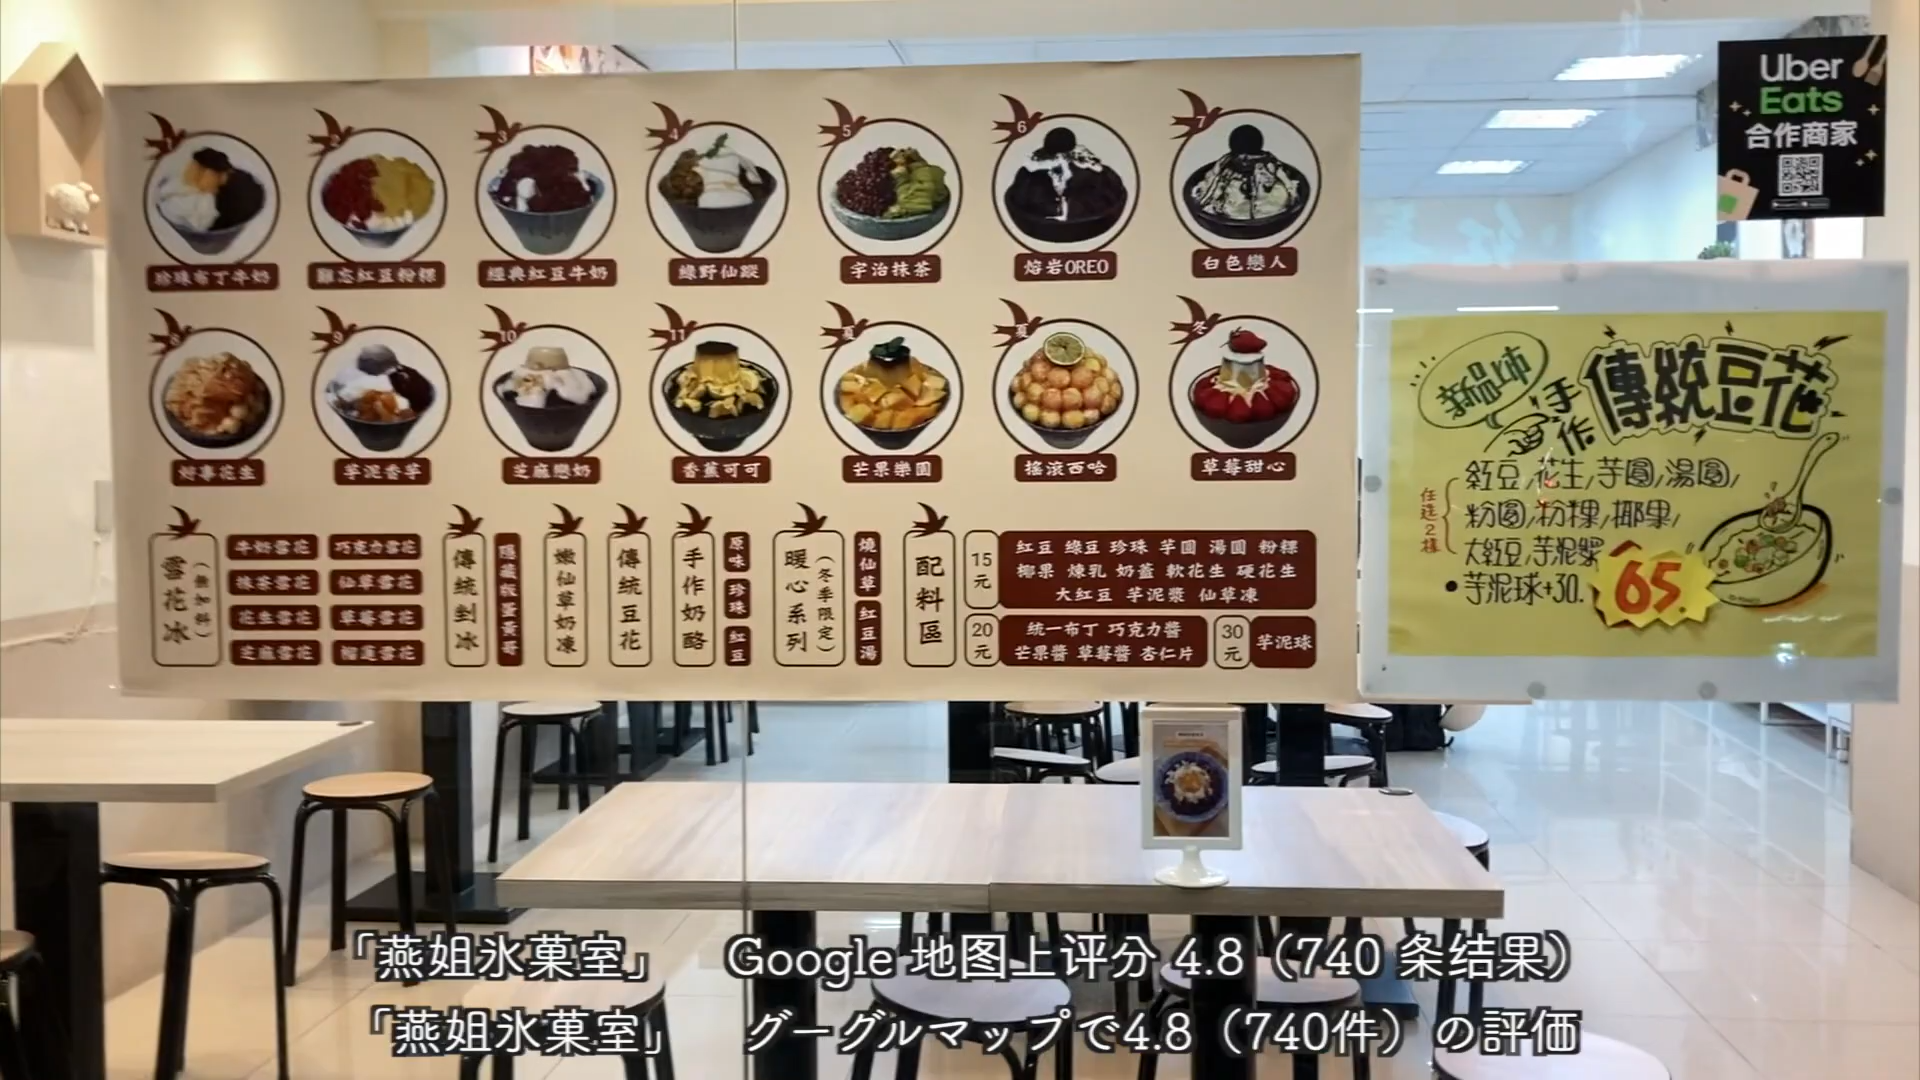 1 2 3 4 5 6 7
珍珠布丁牛奶 難忘紅豆粉粿 經典紅豆牛奶 綠野仙蹤 宇治抹茶 熔岩OREO 白色戀人
8 9 10 11 夏 夏 冬
好事花生 芋泥香芋 芝麻戀奶 香蕉可可 芒果樂園 搖滾西哈 草莓甜心
雪花冰
牛奶雪花 巧克力雪花
抹茶雪花 仙草雪花
花生雪花 草莓雪花
芝麻雪花 榴蓮雪花
傳統剉冰
隱藏版蛋黃哥
嫩仙草奶凍
傳統豆花
手作奶酪
原味 珍珠 紅豆
暖心系列
(冬季限定)
燒仙草 紅豆湯
配料區
15元
紅豆 綠豆 珍珠 芋圓 湯圓 粉粿
椰果 煉乳 奶蓋 軟花生 硬花生
大紅豆 芋泥漿 仙草凍
20元
統一布丁 巧克力醬
芒果醬 草莓醬 杏仁片
30元
芋泥球
Uber
Eats
合作商家
新品上市
手作
傳統豆花
任選2樣
紅豆/花生/芋圓/湯圓/
粉圓/粉粿/椰果/
大紅豆/芋泥漿
•芋泥球+30.
65.
「燕姐氷菓室」 Google 地图上评分 4.8（740 条结果）
「燕姐氷菓室」 グーグルマップで4.8（740件）の評価